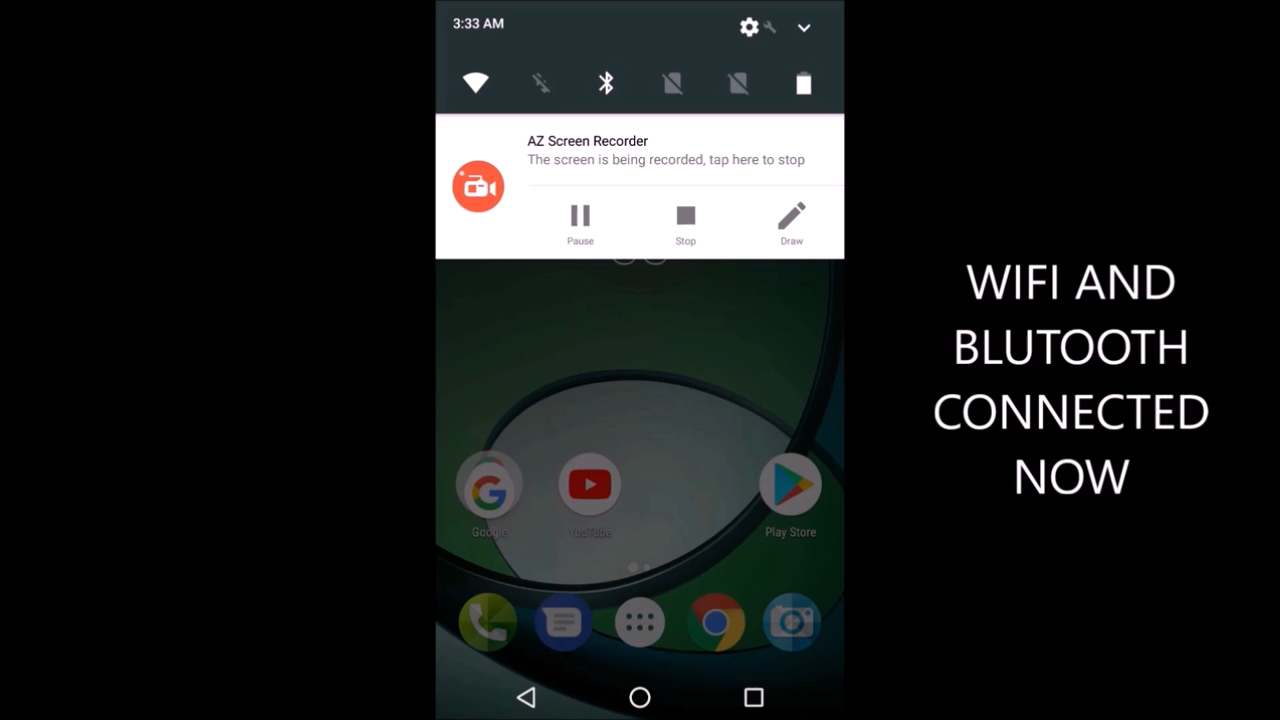 3:33 AM
AZ Screen Recorder
The screen is being recorded, tap here to stop
Pause
Stop
Draw
WIFI AND
BLUTOOTH
CONNECTED
NOW
Google
YouTube
Play Store